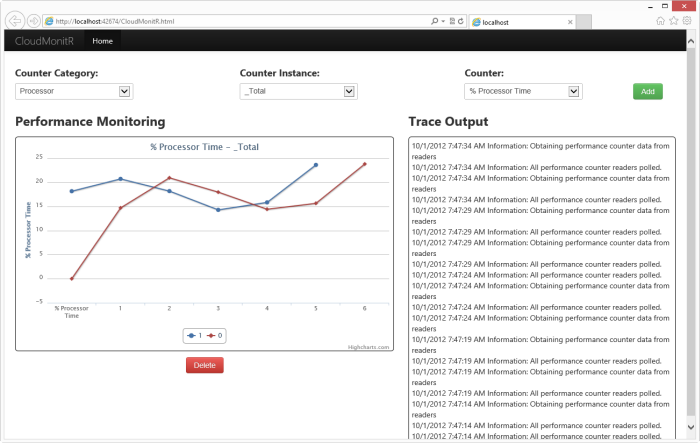 http://localhost:42674/CloudMonitR.html
localhost
CloudMonitR
Home
Counter Category:
Counter Instance:
Counter:
Processor
_Total
% Processor Time
Add
Performance Monitoring
Trace Output
% Processor Time - _Total
25
20
15
10
5
0
-5
% Processor Time
% Processor
Time
1
2
3
4
5
6
1
0
Highcharts.com
Delete
10/1/2012 7:47:34 AM Information: Obtaining performance counter data from
readers
10/1/2012 7:47:34 AM Information: All performance counter readers polled.
10/1/2012 7:47:34 AM Information: Obtaining performance counter data from
readers
10/1/2012 7:47:34 AM Information: All performance counter readers polled.
10/1/2012 7:47:29 AM Information: Obtaining performance counter data from
readers
10/1/2012 7:47:29 AM Information: All performance counter readers polled.
10/1/2012 7:47:29 AM Information: Obtaining performance counter data from
readers
10/1/2012 7:47:29 AM Information: All performance counter readers polled.
10/1/2012 7:47:24 AM Information: All performance counter readers polled.
10/1/2012 7:47:24 AM Information: Obtaining performance counter data from
readers
10/1/2012 7:47:24 AM Information: All performance counter readers polled.
10/1/2012 7:47:24 AM Information: Obtaining performance counter data from
readers
10/1/2012 7:47:19 AM Information: Obtaining performance counter data from
readers
10/1/2012 7:47:19 AM Information: All performance counter readers polled.
10/1/2012 7:47:19 AM Information: Obtaining performance counter data from
readers
10/1/2012 7:47:19 AM Information: All performance counter readers polled.
10/1/2012 7:47:14 AM Information: Obtaining performance counter data from
readers
10/1/2012 7:47:14 AM Information: All performance counter readers polled.
10/1/2012 7:47:14 AM Information: All performance counter readers polled.